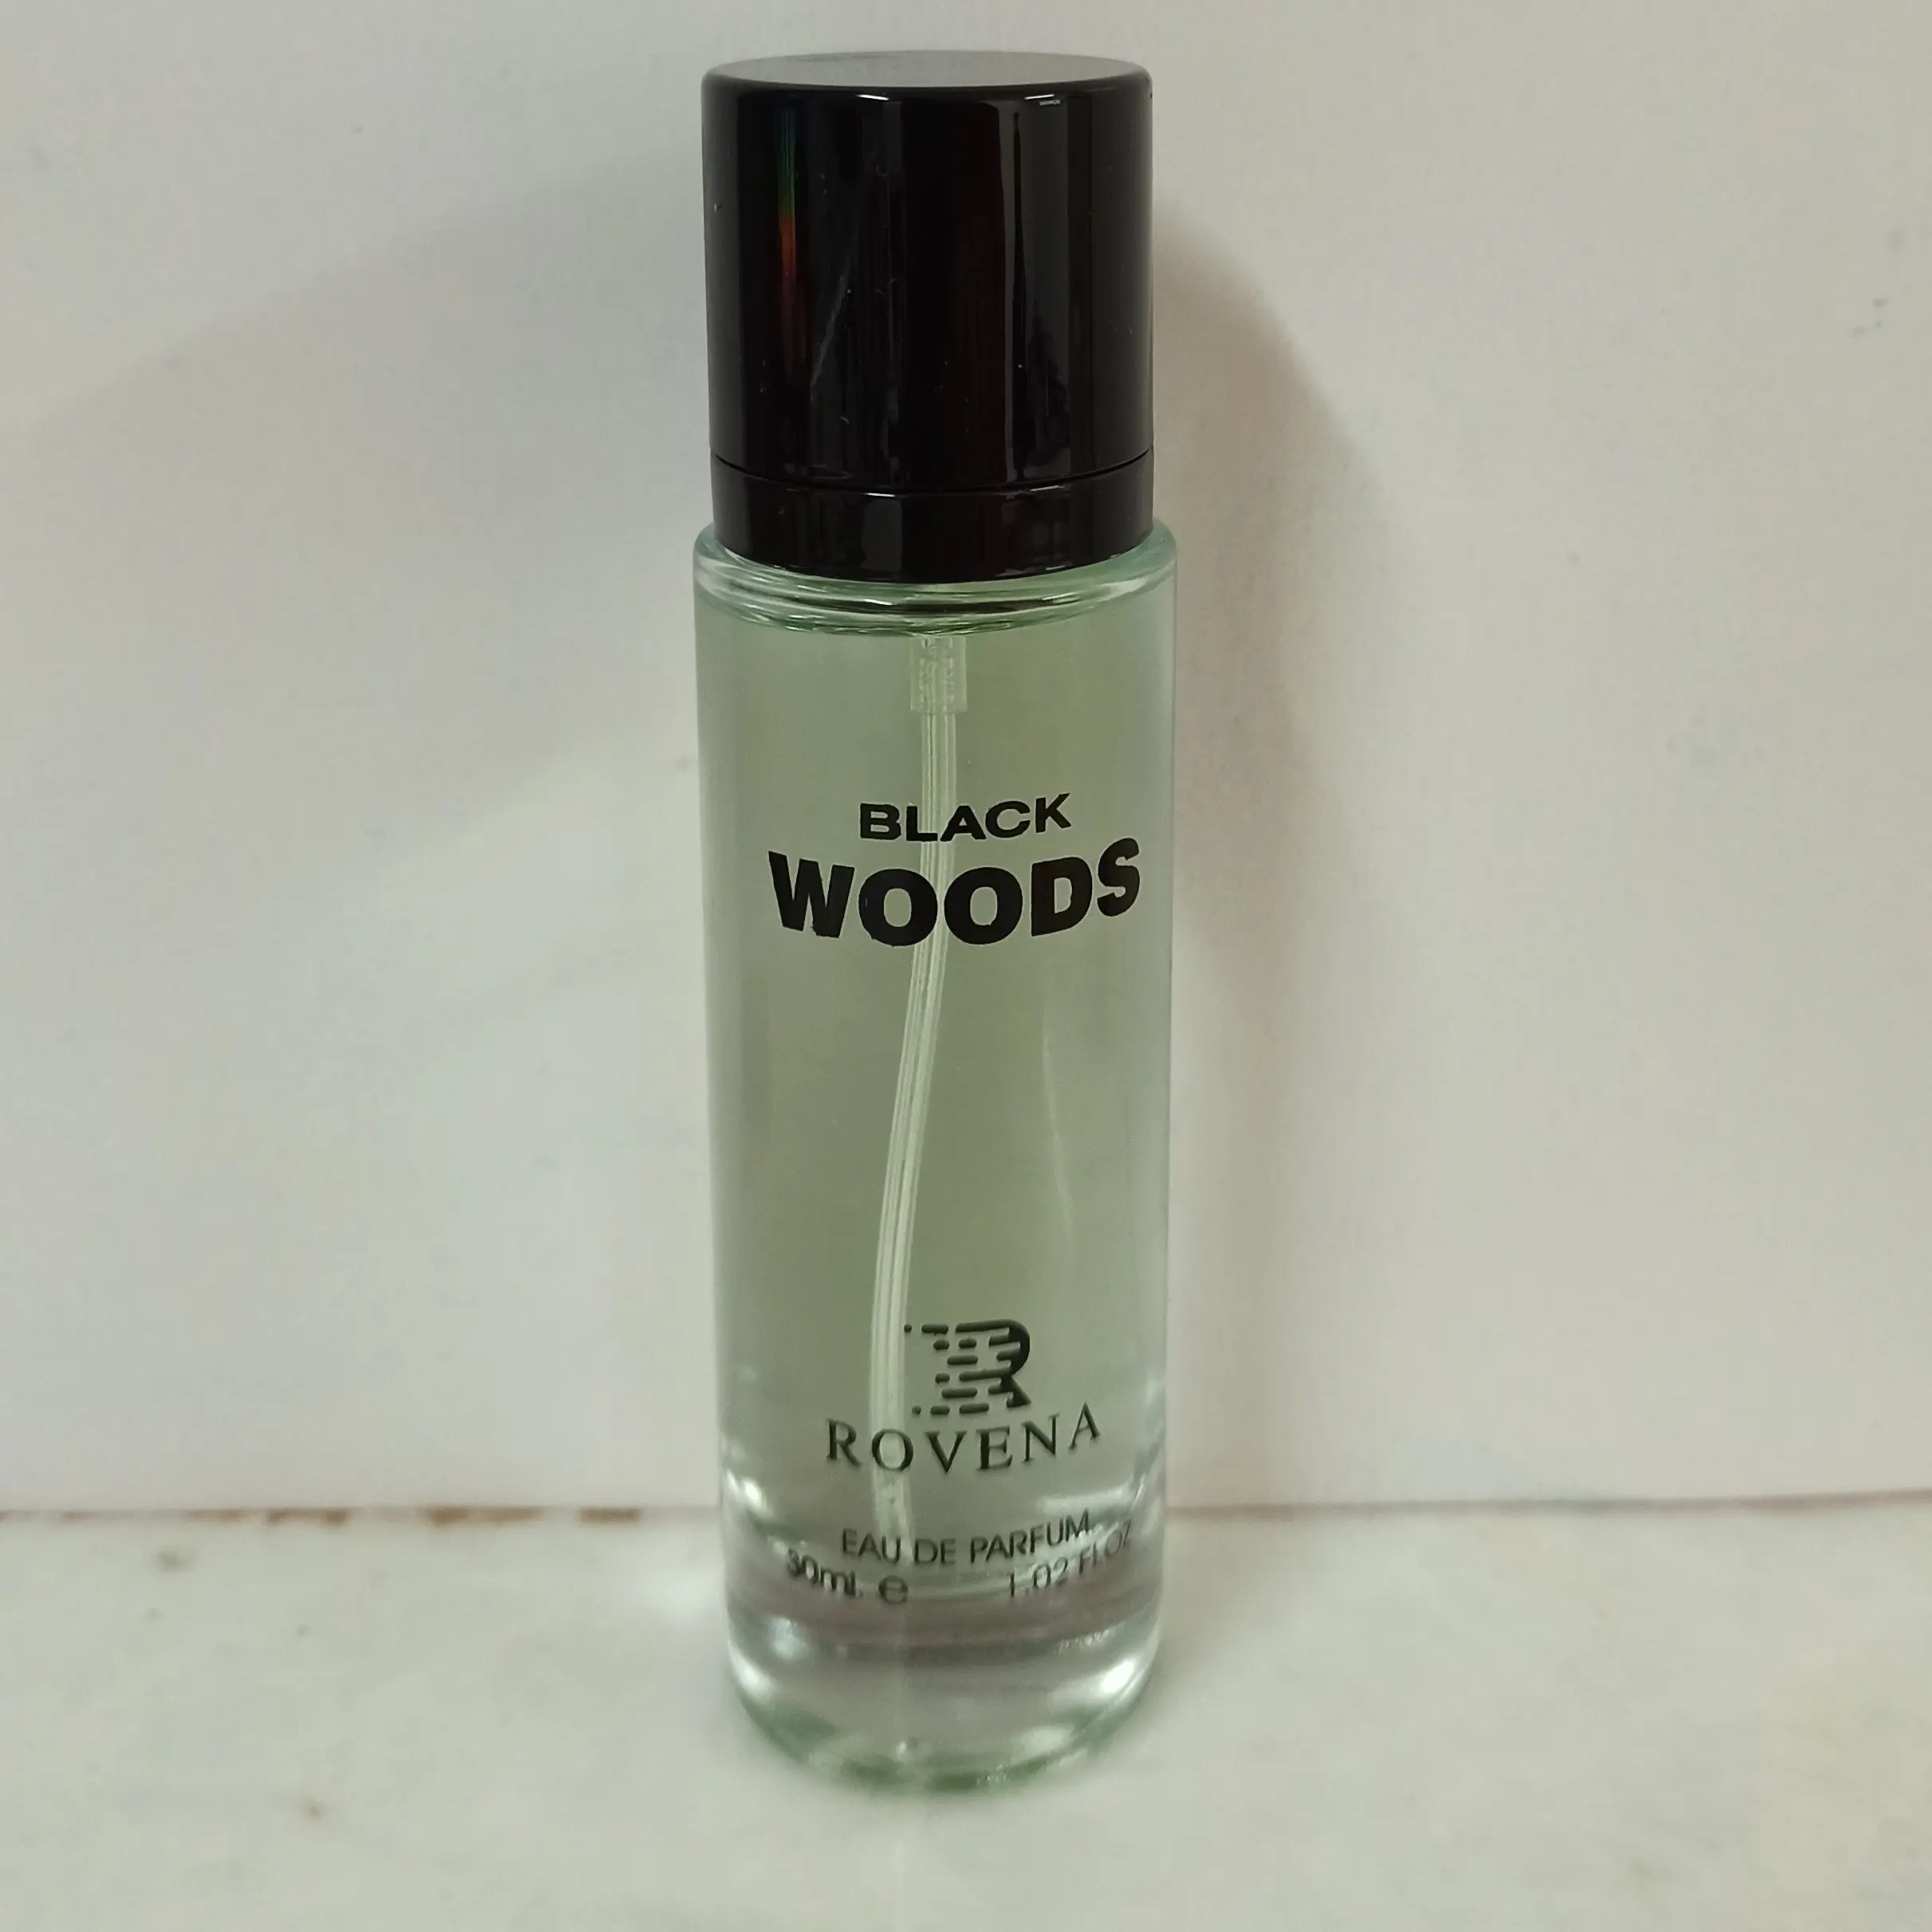 BLACK
WOODS
R
ROVENA
EAU DE PARFUM
30ml. e 1.02 Fl OZ